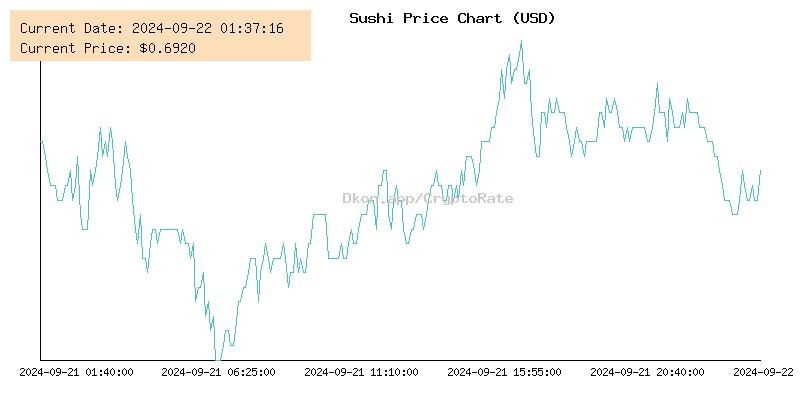 Sushi Price Chart (USD)
Current Date: 2024-09-22 01:37:16
Current Price: $0.6920
Dkon.app/CryptoRate
2024-09-21 01:40:00 2024-09-21 06:25:00 2024-09-21 11:10:00 2024-09-21 15:55:00 2024-09-21 20:40:00 2024-09-22